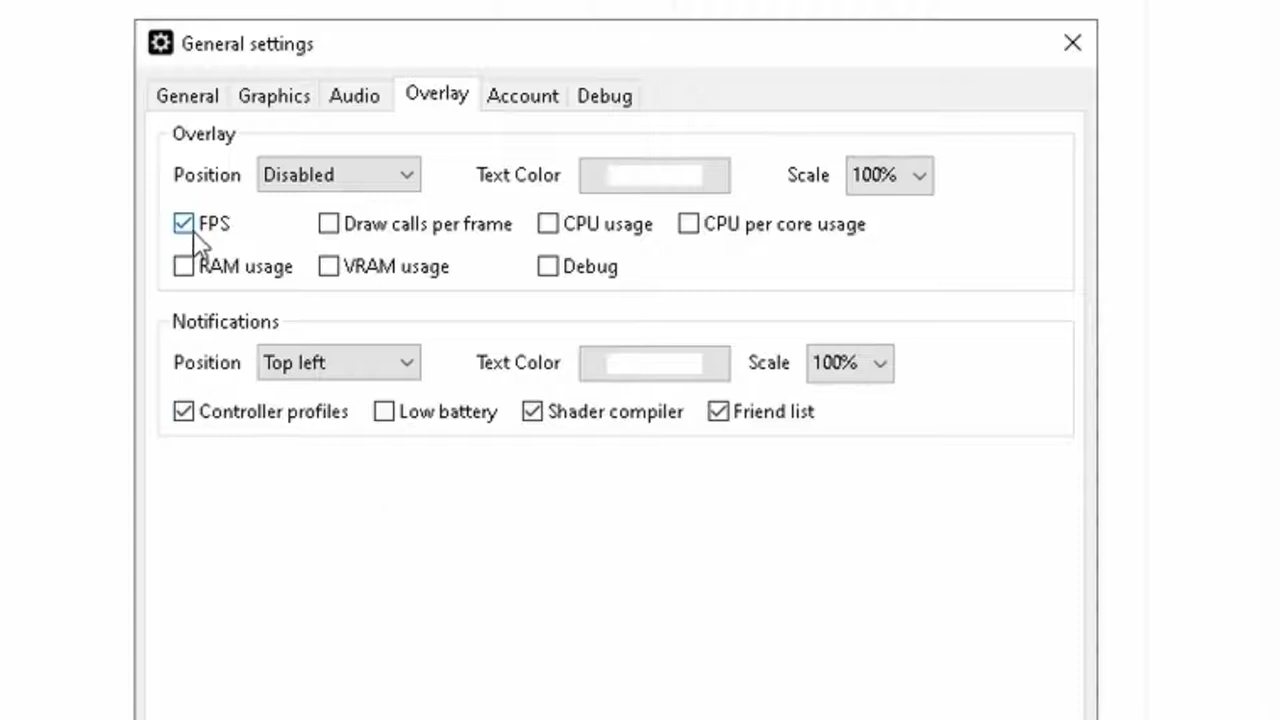 General settings
General Graphics Audio Overlay Account Debug
Overlay
Position Disabled Text Color Scale 100%
FPS Draw calls per frame CPU usage CPU per core usage
RAM usage VRAM usage Debug
Notifications
Position Top left Text Color Scale 100%
Controller profiles Low battery Shader compiler Friend list